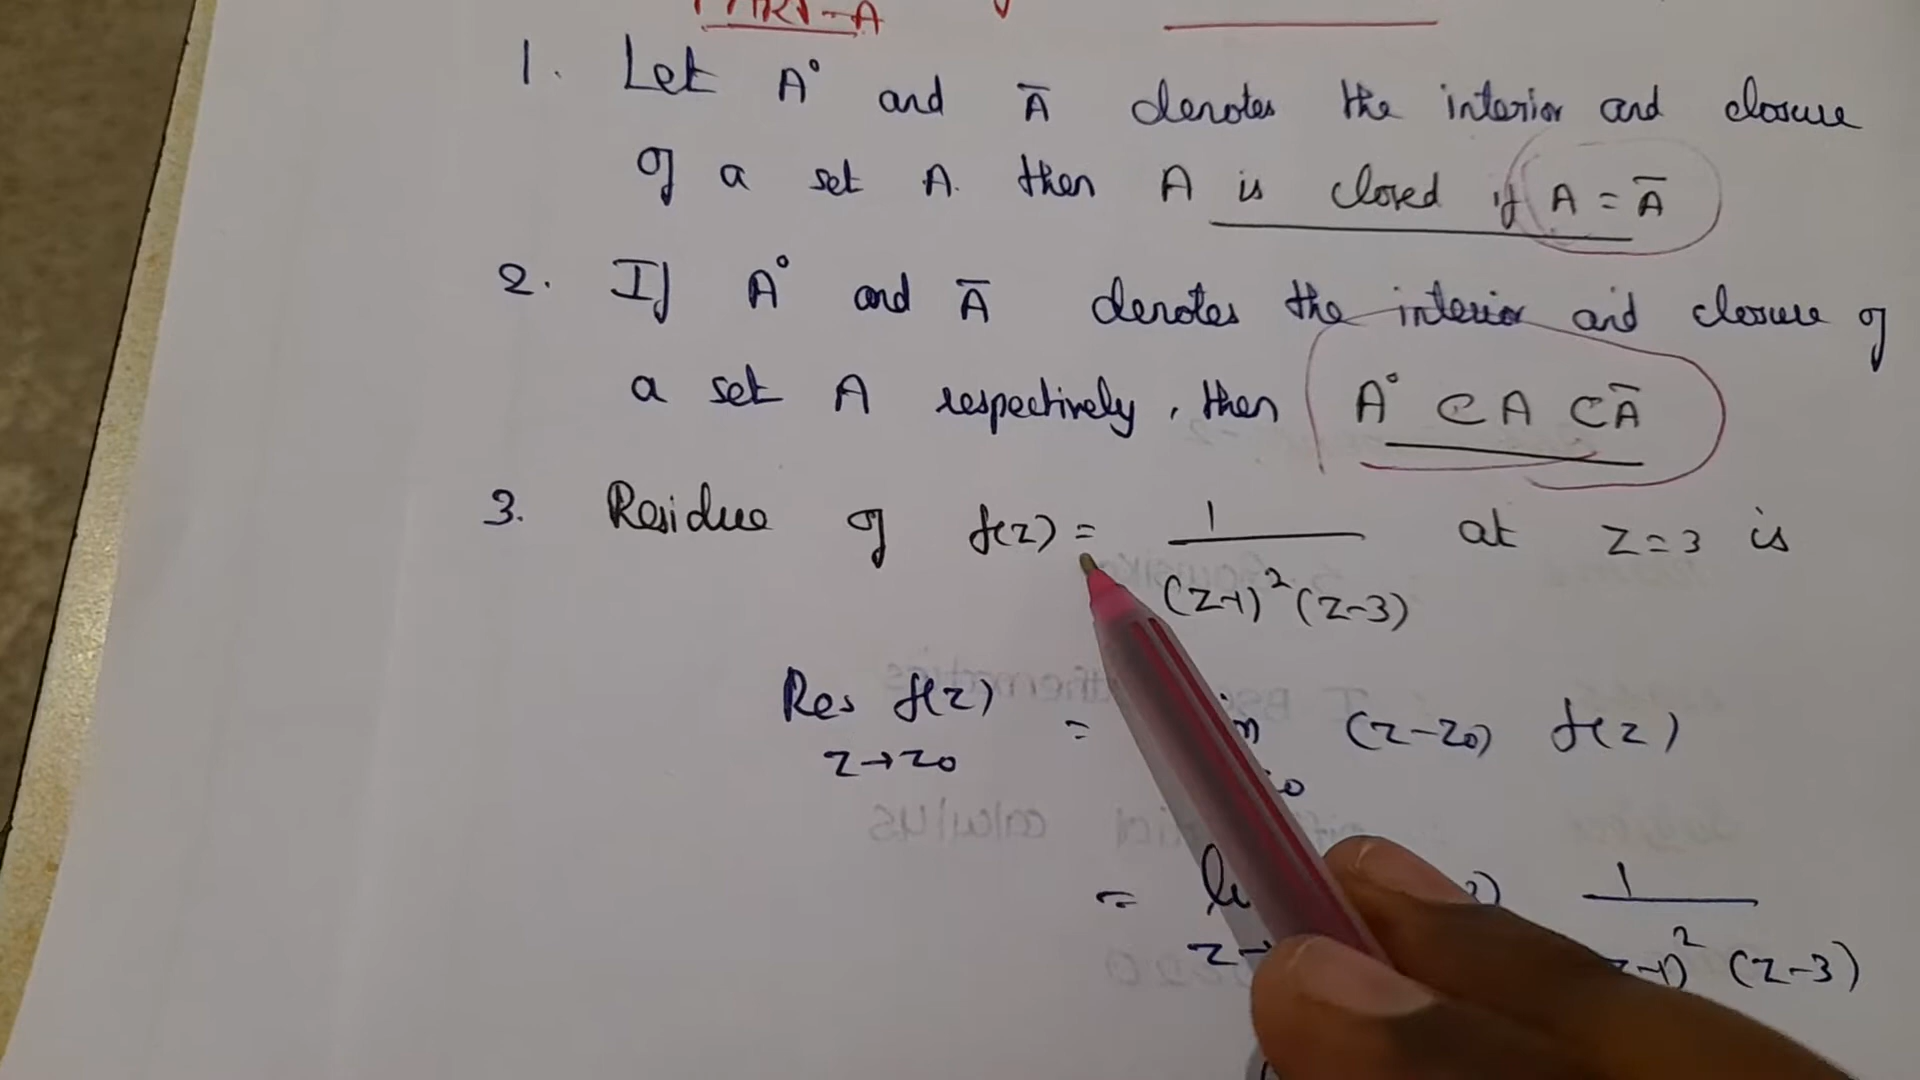 PART-A
1. Let A° and Ā denotes the interior and closure
of a set A. then A is closed if A = Ā
2. If A° and Ā denotes the interior and closure of
a set A respectively, then A° ⊂ A ⊂ Ā
3. Residue of f(z) = 1 / (z-1)² (z-3) at z=3 is
Res f(z) = (z-z₀) f(z)
z→z₀
= 1
² (z-3)